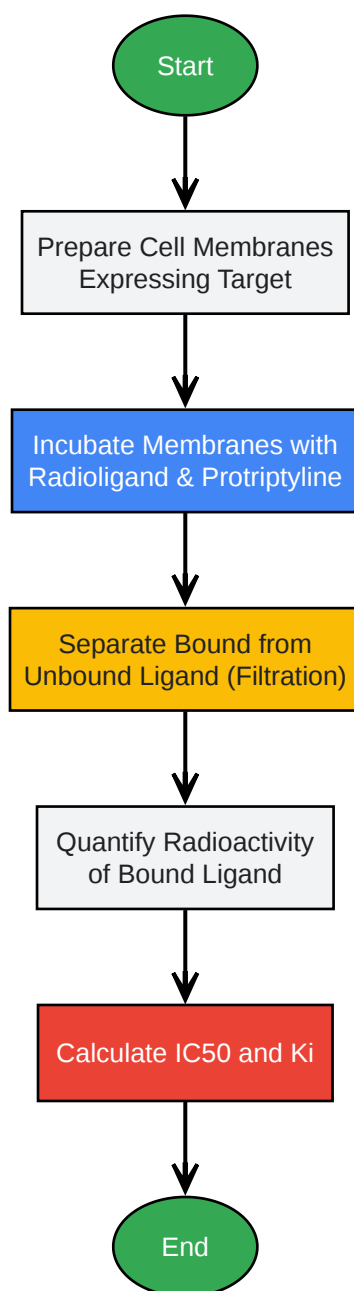 Start
Prepare Cell Membranes
Expressing Target
Incubate Membranes with
Radioligand & Protriptyline
Separate Bound from
Unbound Ligand (Filtration)
Quantify Radioactivity
of Bound Ligand
Calculate IC50 and Ki
End